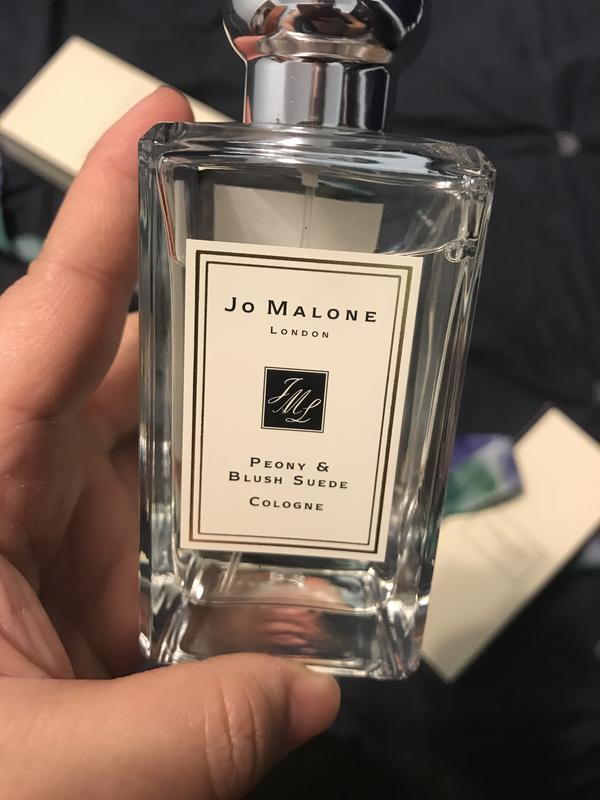 Jo Malone
London
JML
Peony &
Blush Suede
Cologne